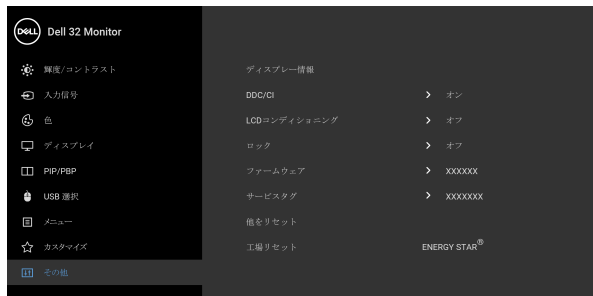 DELL Dell 32 Monitor
輝度/コントラスト
入力信号
色
ディスプレイ
PIP/PBP
USB 選択
メニュー
カスタマイズ
その他
ディスプレー情報
DDC/CI オン
LCDコンディショニング オフ
ロック オフ
ファームウェア XXXXXX
サービスタグ XXXXXXX
他をリセット
工場リセット ENERGY STAR®